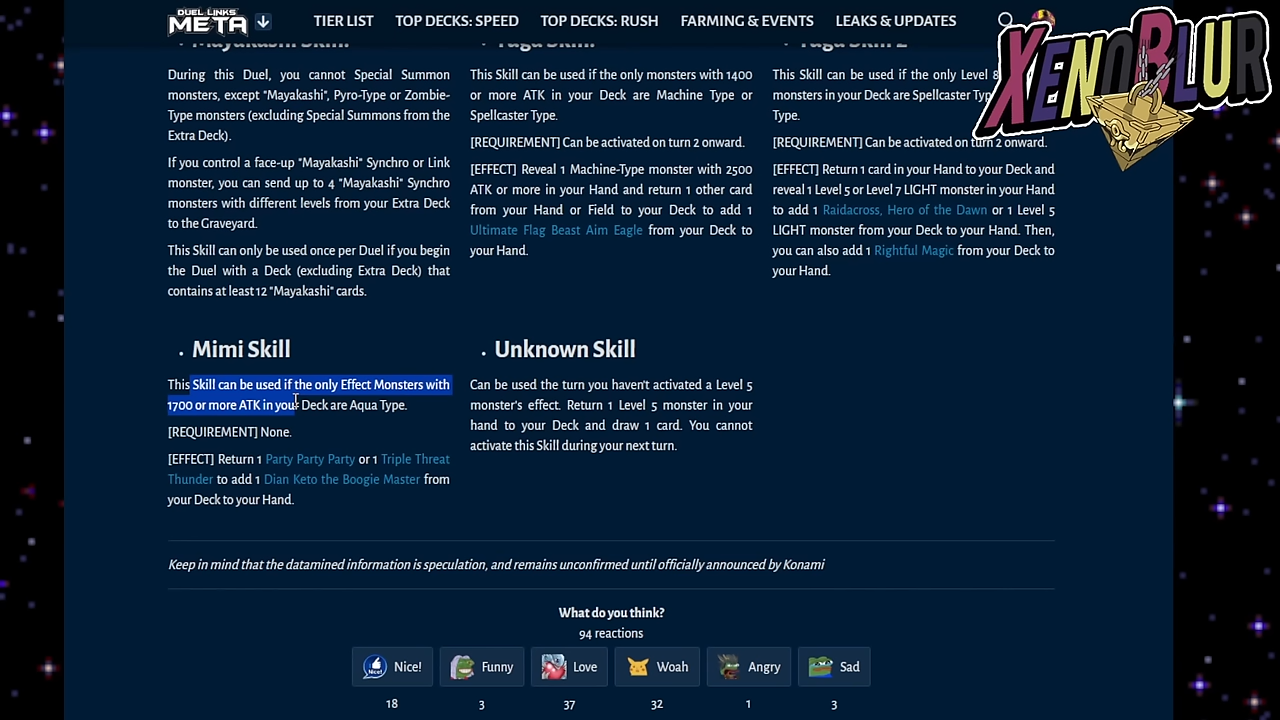 DUEL LINKS
META
TIER LIST
TOP DECKS: SPEED
TOP DECKS: RUSH
FARMING & EVENTS
LEAKS & UPDATES
XENOBLUR
Mayakashi Skill:
During this Duel, you cannot Special Summon
monsters, except "Mayakashi", Pyro-Type or Zombie-
Type monsters (excluding Special Summons from the
Extra Deck).
If you control a face-up "Mayakashi" Synchro or Link
monster, you can send up to 4 "Mayakashi" Synchro
monsters with different levels from your Extra Deck
to the Graveyard.
This Skill can only be used once per Duel if you begin
the Duel with a Deck (excluding Extra Deck) that
contains at least 12 "Mayakashi" cards.
Yuga Skill:
This Skill can be used if the only monsters with 1400
or more ATK in your Deck are Machine Type or
Spellcaster Type.
[REQUIREMENT] Can be activated on turn 2 onward.
[EFFECT] Reveal 1 Machine-Type monster with 2500
ATK or more in your Hand and return 1 other card
from your Hand or Field to your Deck to add 1
Ultimate Flag Beast Aim Eagle from your Deck to
your Hand.
Yuga Skill 2
This Skill can be used if the only Level 8
monsters in your Deck are Spellcaster Typ
Type.
[REQUIREMENT] Can be activated on turn 2 onward.
[EFFECT] Return 1 card in your Hand to your Deck and
reveal 1 Level 5 or Level 7 LIGHT monster in your Hand
to add 1 Raidacross, Hero of the Dawn or 1 Level 5
LIGHT monster from your Deck to your Hand. Then,
you can also add 1 Rightful Magic from your Deck to
your Hand.
Mimi Skill
This Skill can be used if the only Effect Monsters with
1700 or more ATK in your Deck are Aqua Type.
[REQUIREMENT] None.
[EFFECT] Return 1 Party Party Party or 1 Triple Threat
Thunder to add 1 Dian Keto the Boogie Master from
your Deck to your Hand.
Unknown Skill
Can be used the turn you haven't activated a Level 5
monster's effect. Return 1 Level 5 monster in your
hand to your Deck and draw 1 card. You cannot
activate this Skill during your next turn.
Keep in mind that the datamined information is speculation, and remains unconfirmed until officially announced by Konami
What do you think?
94 reactions
Nice!
Funny
Love
Woah
Angry
Sad
18
3
37
32
1
3